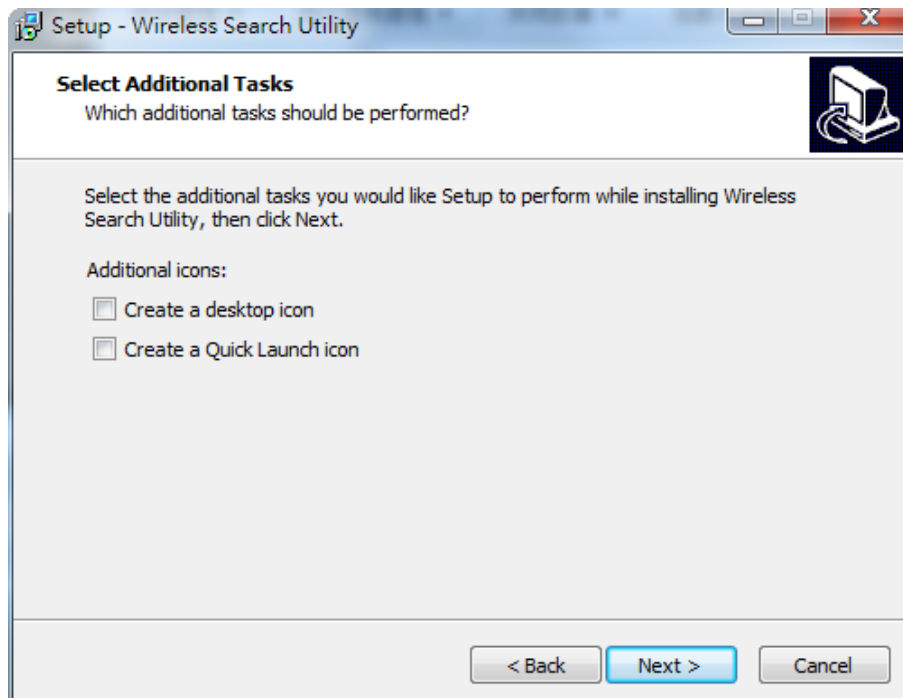 Setup - Wireless Search Utility
Select Additional Tasks
Which additional tasks should be performed?
Select the additional tasks you would like Setup to perform while installing Wireless
Search Utility, then click Next.
Additional icons:
Create a desktop icon
Create a Quick Launch icon
< Back
Next >
Cancel